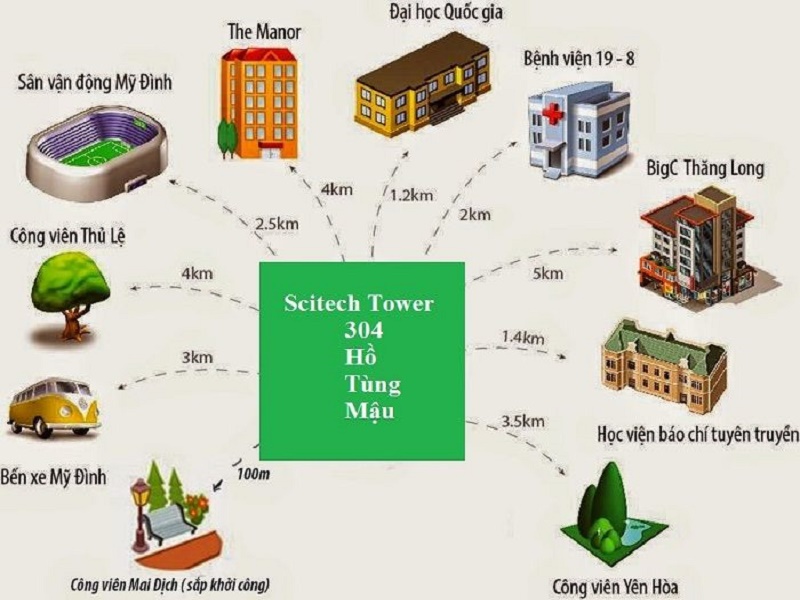 Đại học Quốc gia
The Manor
Bệnh viện 19 - 8
Sân vận động Mỹ Đình
BigC Thăng Long
4km
1.2km
2km
2.5km
Công viên Thủ Lệ
4km
5km
Scitech Tower
304
Hồ
Tùng
Mậu
1.4km
3km
3.5km
Học viện báo chí tuyên truyền
100m
Bến xe Mỹ Đình
Công viên Mai Dịch ( sắp khởi công)
Công viên Yên Hòa